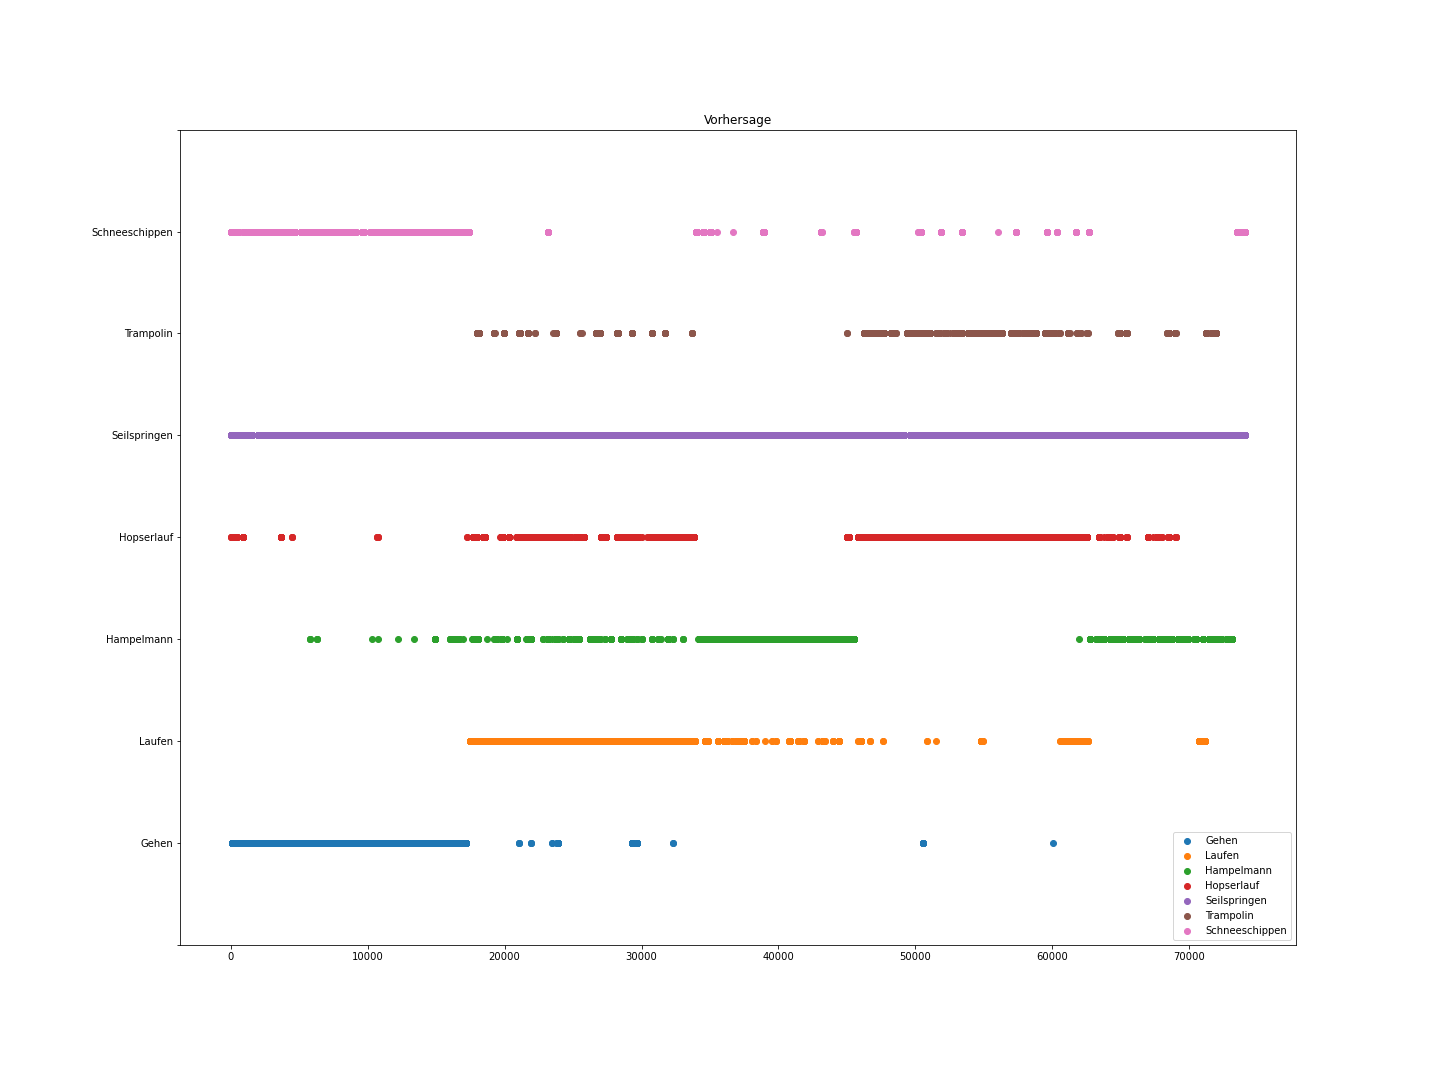 Vorhersage
Schneeschippen
Trampolin
Seilspringen
Hopserlauf
Hampelmann
Laufen
Gehen
0 10000 20000 30000 40000 50000 60000 70000
Gehen
Laufen
Hampelmann
Hopserlauf
Seilspringen
Trampolin
Schneeschippen